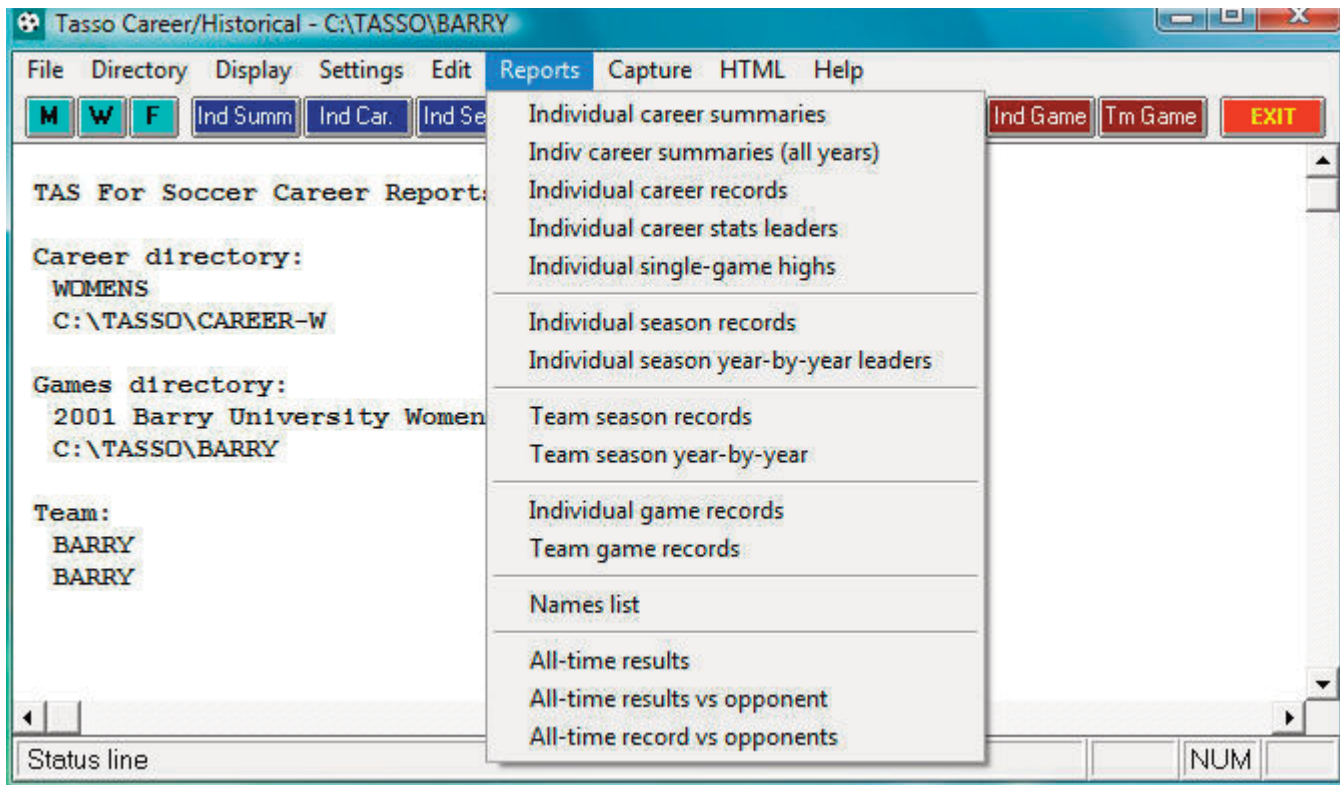 Tasso Career/Historical - C:\TASSO\BARRY
File Directory Display Settings Edit Reports Capture HTML Help
M W F Ind Summ Ind Car. Ind Se Ind Game Tm Game EXIT
TAS For Soccer Career Reports
Career directory:
WOMENS
C:\TASSO\CAREER-W
Games directory:
2001 Barry University Women
C:\TASSO\BARRY
Team:
BARRY
BARRY
Individual career summaries
Indiv career summaries (all years)
Individual career records
Individual career stats leaders
Individual single-game highs
Individual season records
Individual season year-by-year leaders
Team season records
Team season year-by-year
Individual game records
Team game records
Names list
All-time results
All-time results vs opponent
All-time record vs opponents
Status line NUM